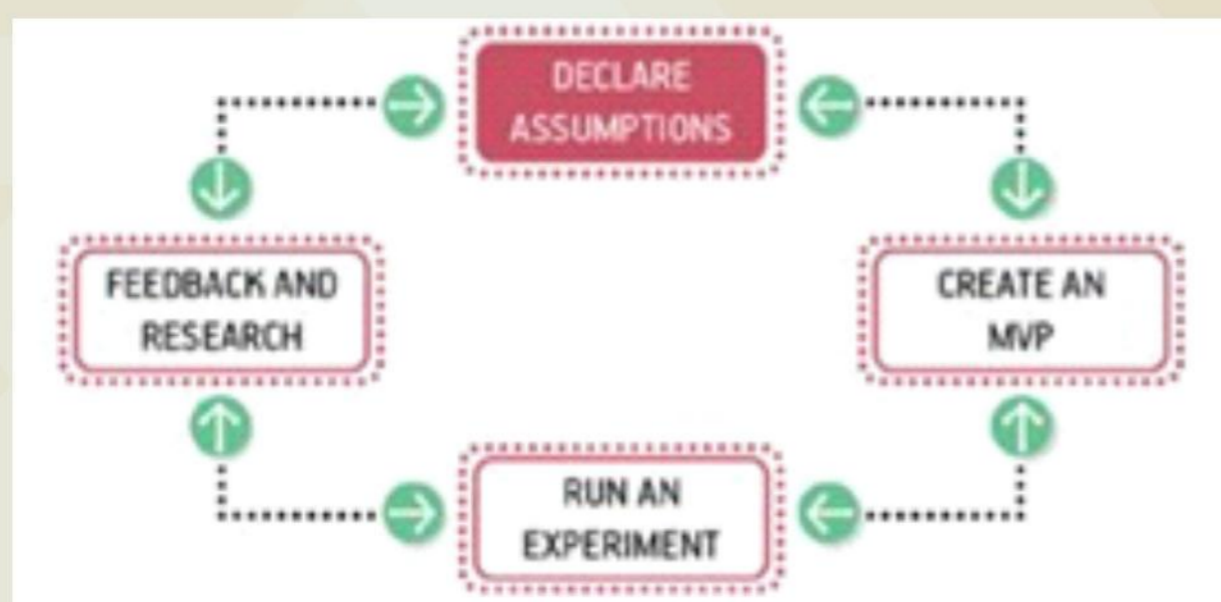 DECLARE
ASSUMPTIONS
FEEDBACK AND
RESEARCH
CREATE AN
MVP
RUN AN
EXPERIMENT